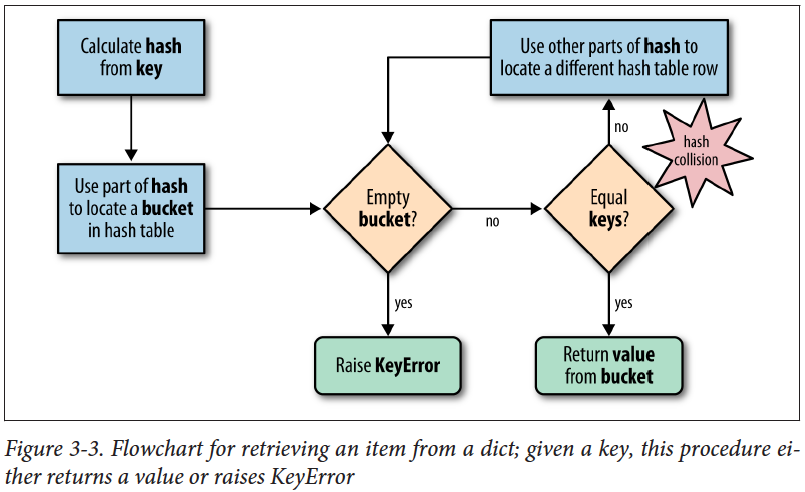 Calculate hash
from key
Use part of hash
to locate a bucket
in hash table
Empty
bucket?
yes
Raise KeyError
no
Equal
keys?
yes
Return value
from bucket
no
hash
collision
Use other parts of hash to
locate a different hash table row
Figure 3-3. Flowchart for retrieving an item from a dict; given a key, this procedure ei-
ther returns a value or raises KeyError